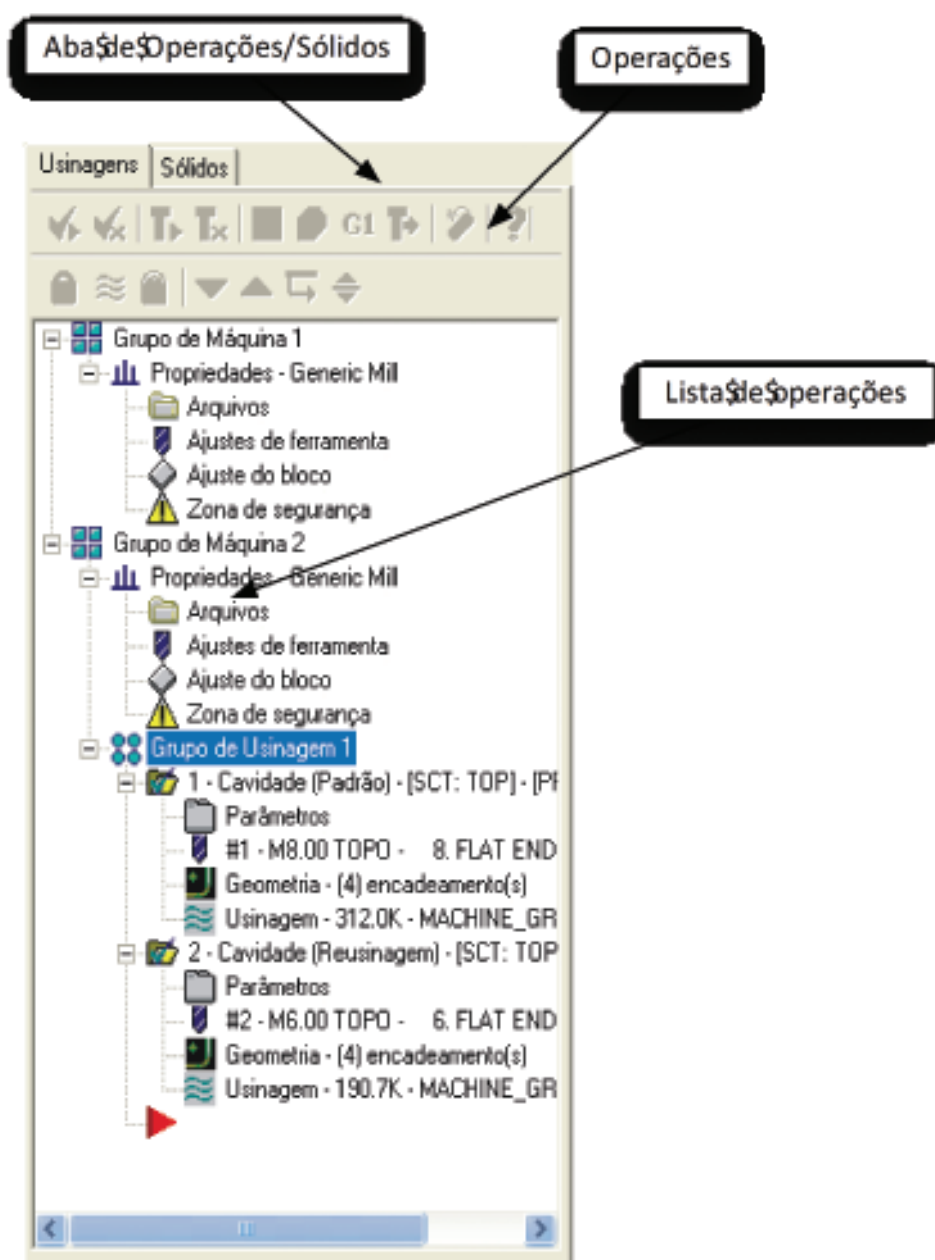 Aba$de$Operações/Sólidos
Operações
Usinagens Sólidos
G1
Grupo de Máquina 1
Propriedades - Generic Mill
Lista$de$operações
Arquivos
Ajustes de ferramenta
Ajuste do bloco
Zona de segurança
Grupo de Máquina 2
Propriedades - Generic Mill
Arquivos
Ajustes de ferramenta
Ajuste do bloco
Zona de segurança
Grupo de Usinagem 1
1 - Cavidade (Padrão) - [SCT: TOP] - [PI
Parâmetros
#1 - M8.00 TOPO - 8. FLAT END
Geometria - (4) encadeamento(s)
Usinagem - 312.0K - MACHINE_GR
2 - Cavidade (Reusinagem) - [SCT: TOP
Parâmetros
#2 - M6.00 TOPO - 6. FLAT END
Geometria - (4) encadeamento(s)
Usinagem - 190.7K - MACHINE_GR